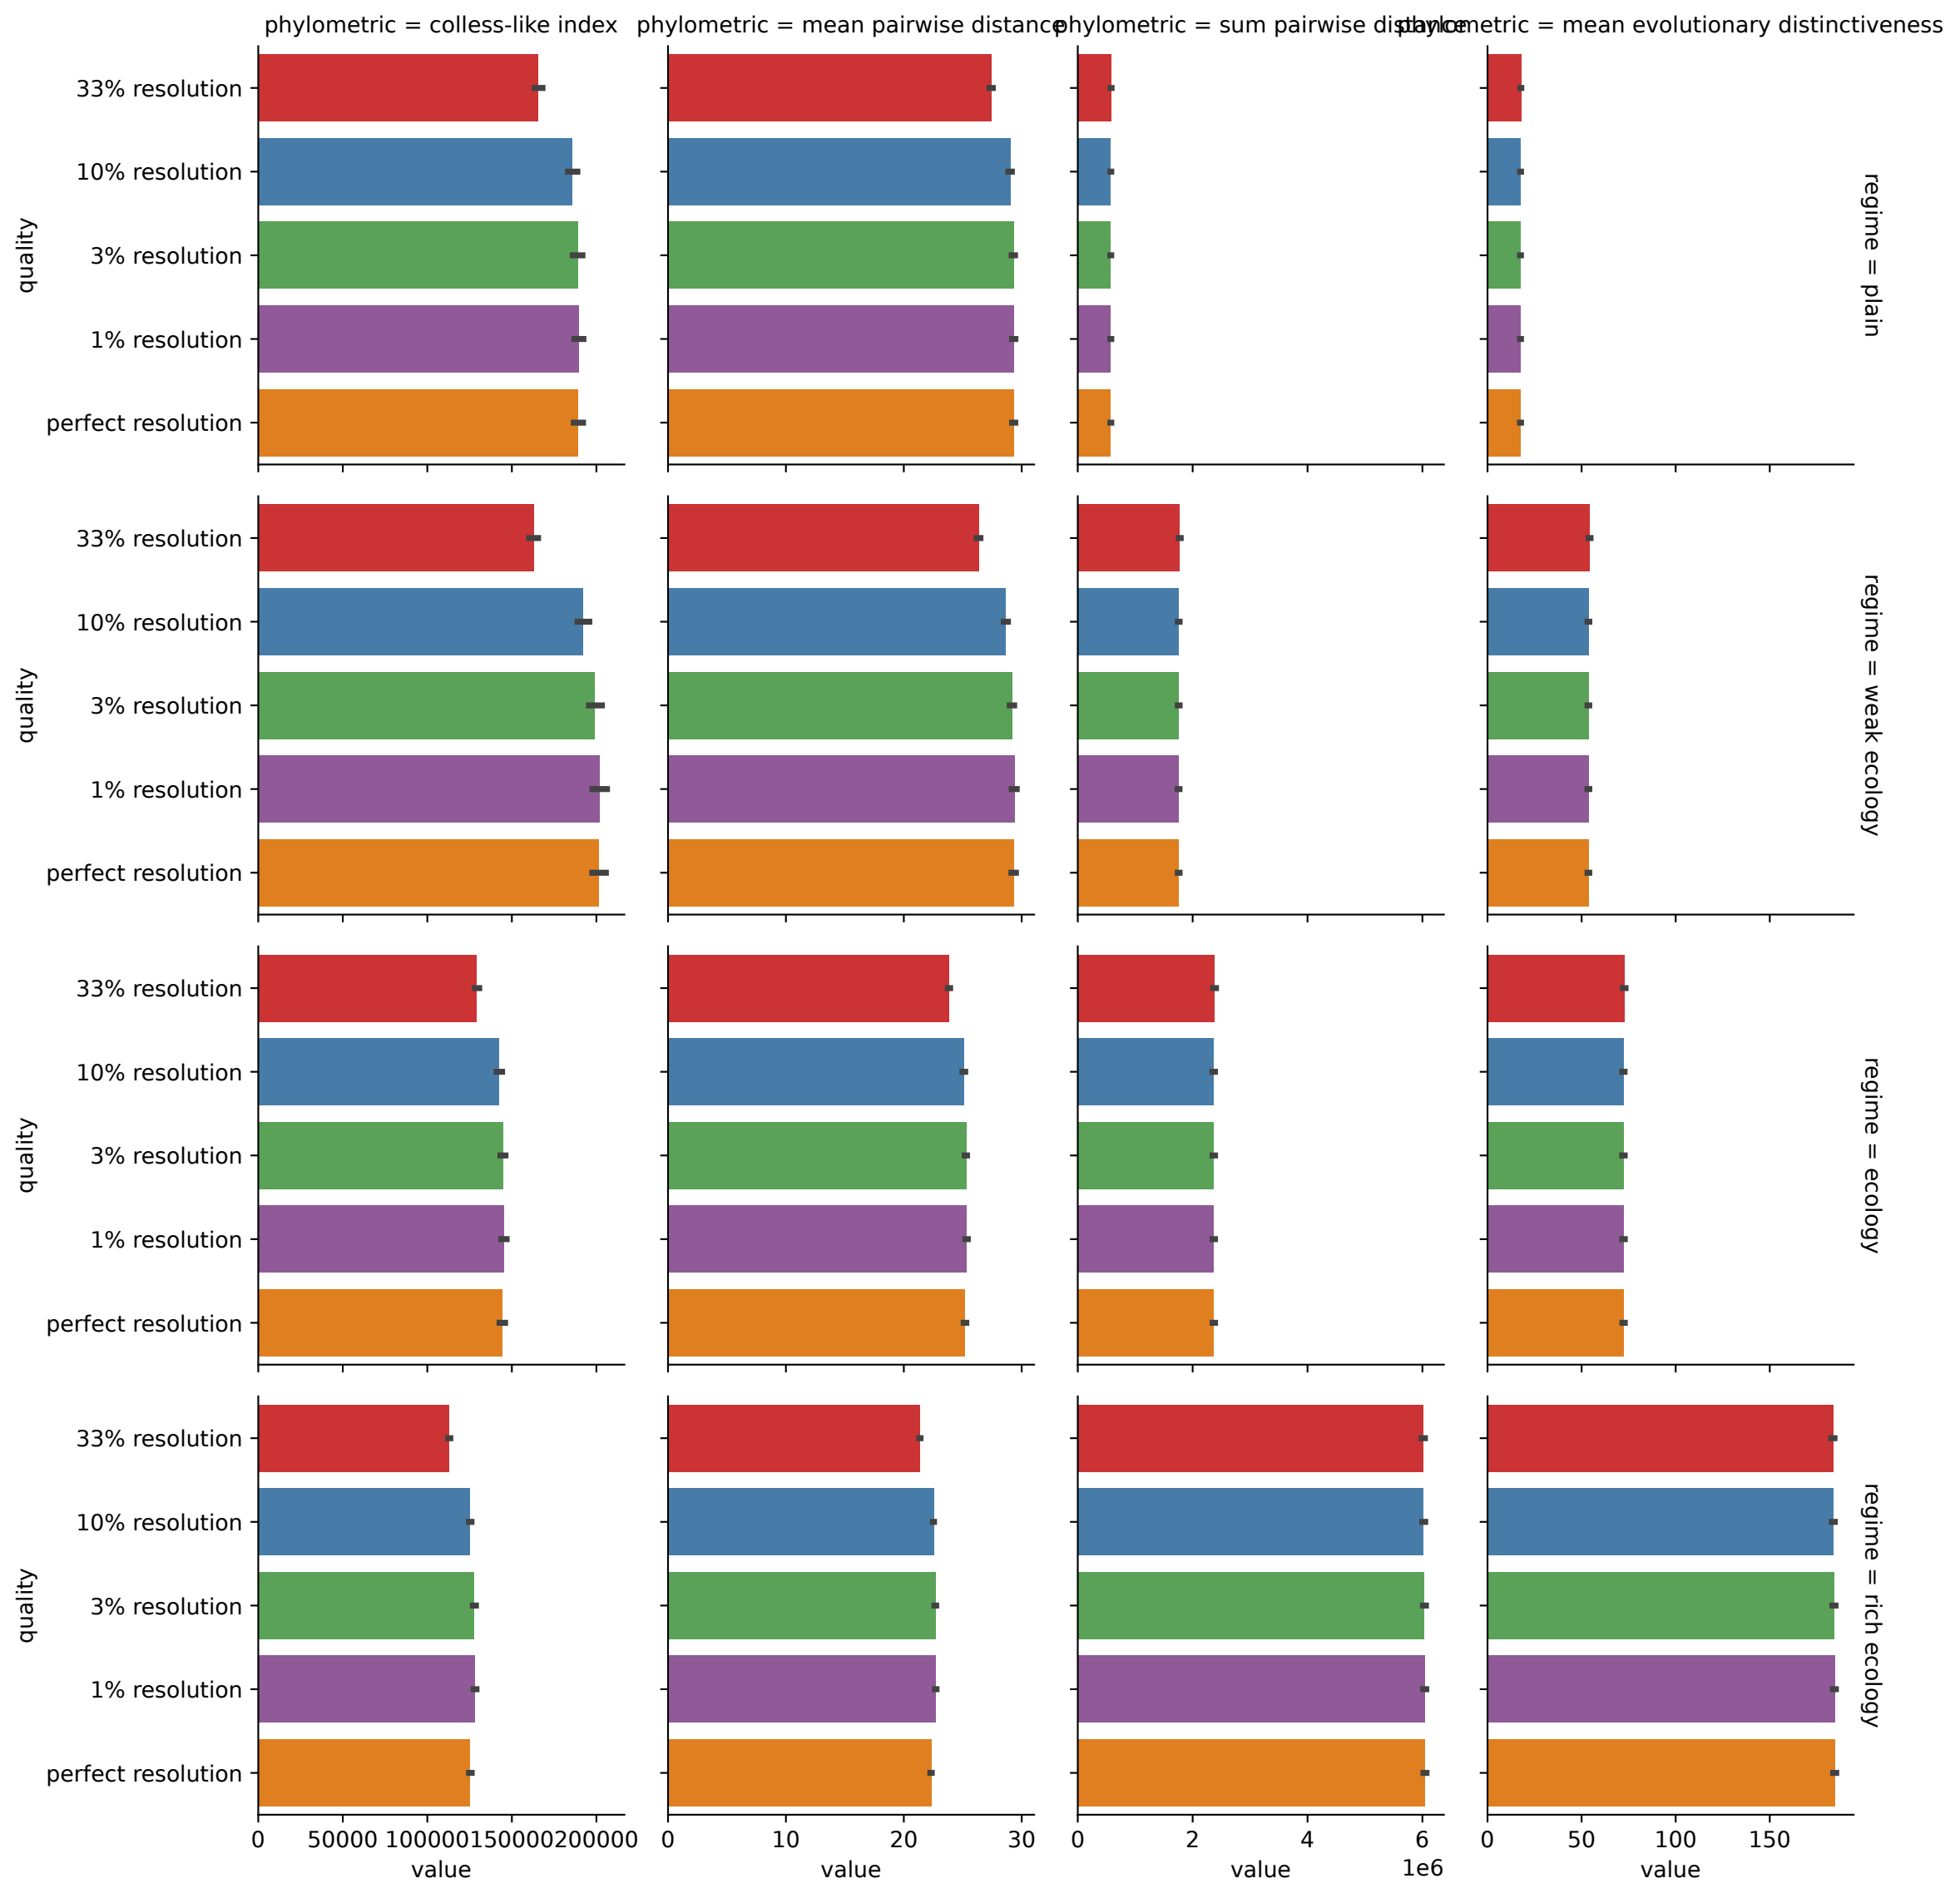 phylometric = colless-like index
phylometric = mean pairwise distance
phylometric = sum pairwise distance
phylometric = mean evolutionary distinctiveness
quality
33% resolution
10% resolution
3% resolution
1% resolution
perfect resolution
regime = plain
quality
33% resolution
10% resolution
3% resolution
1% resolution
perfect resolution
regime = weak ecology
quality
33% resolution
10% resolution
3% resolution
1% resolution
perfect resolution
regime = ecology
quality
33% resolution
10% resolution
3% resolution
1% resolution
perfect resolution
regime = rich ecology
0 50000 100000 150000 200000
value
0 10 20 30
value
0 2 4 6
1e6
value
0 50 100 150
value